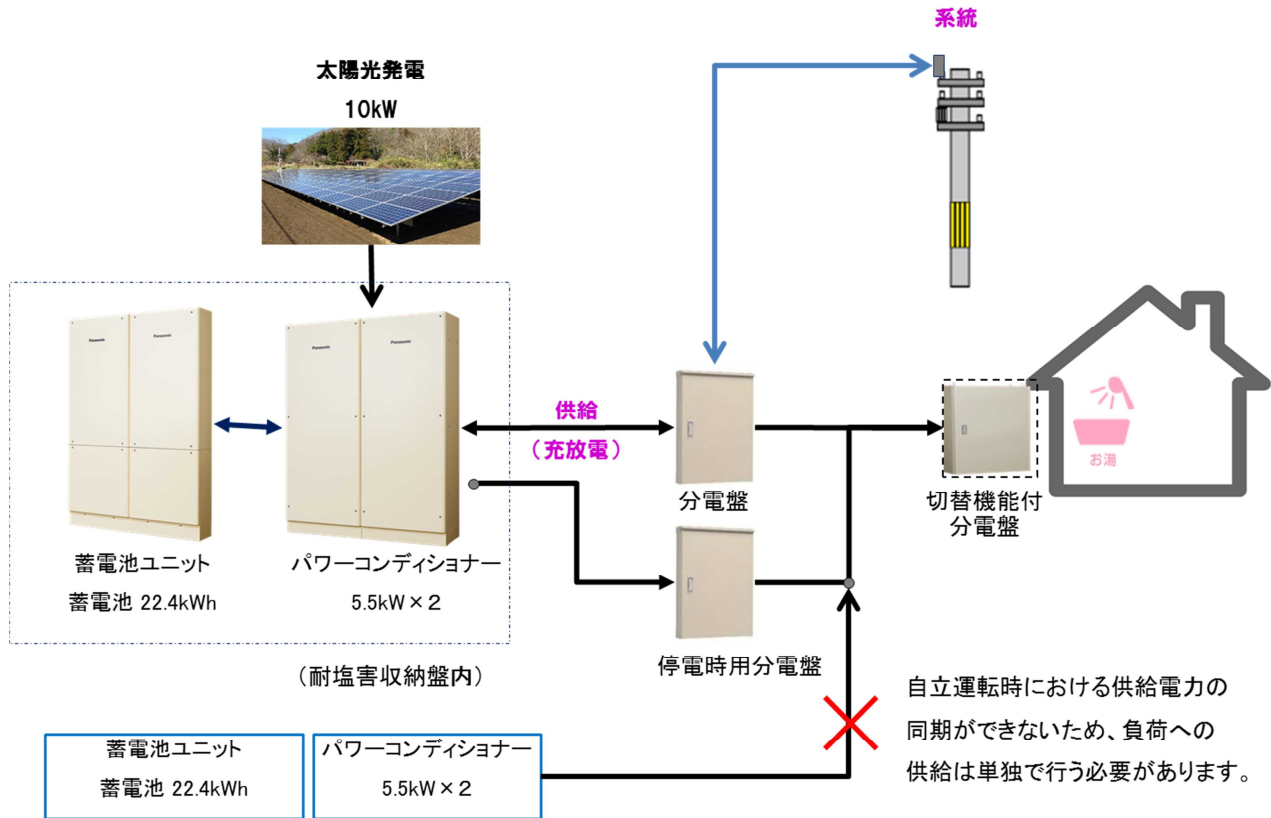 系統
太陽光発電
10kW
Panasonic
Panasonic
Panasonic
Panasonic
供給
（充放電）
分電盤
お湯
切替機能付
分電盤
蓄電池ユニット
蓄電池 22.4kWh
パワーコンディショナー
5.5kW×2
停電時用分電盤
（耐塩害収納盤内）
自立運転時における供給電力の
同期ができないため、負荷への
供給は単独で行う必要があります。
蓄電池ユニット
蓄電池 22.4kWh
パワーコンディショナー
5.5kW×2